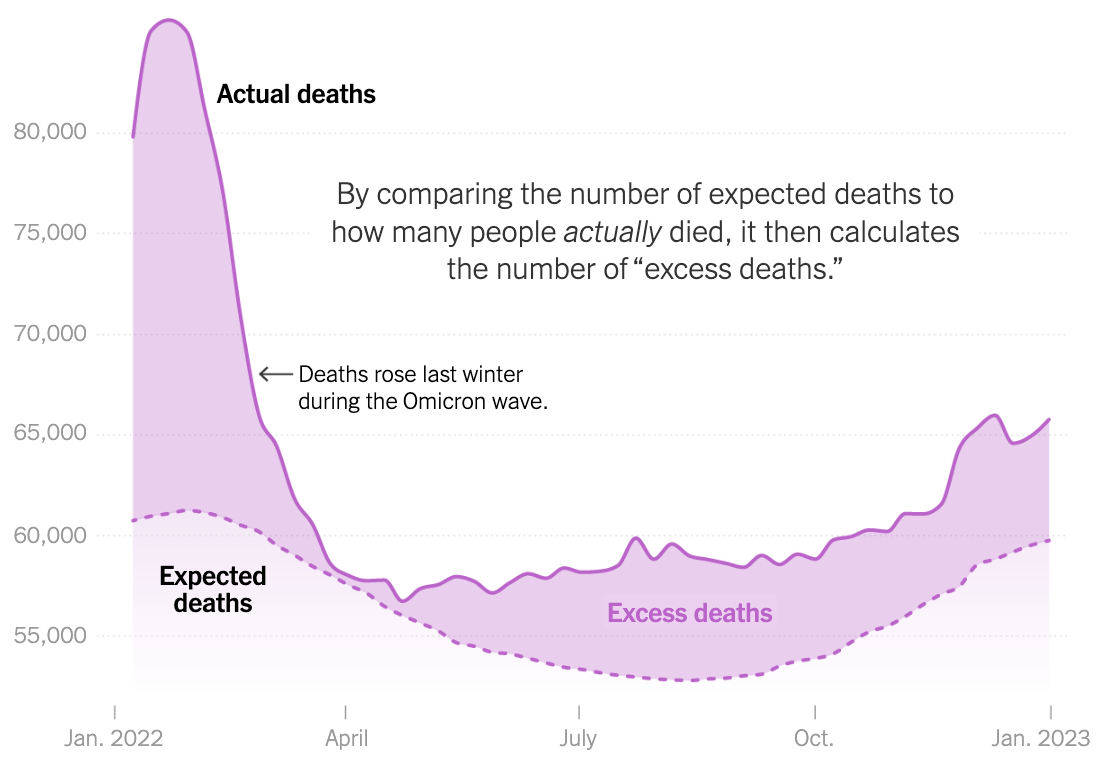 Actual deaths
80,000
By comparing the number of expected deaths to
how many people actually died, it then calculates
the number of “excess deaths.”
75,000
70,000
Deaths rose last winter
during the Omicron wave.
65,000
60,000
Expected
deaths
Excess deaths
55,000
Jan. 2022
April
July
Oct.
Jan. 2023